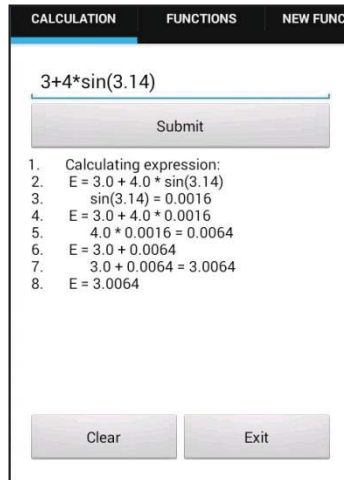 CALCULATION FUNCTIONS NEW FUNC
3+4*sin(3.14)
Submit
1. Calculating expression:
2. E = 3.0 + 4.0 * sin(3.14)
3. sin(3.14) = 0.0016
4. E = 3.0 + 4.0 * 0.0016
5. 4.0 * 0.0016 = 0.0064
6. E = 3.0 + 0.0064
7. 3.0 + 0.0064 = 3.0064
8. E = 3.0064
Clear Exit